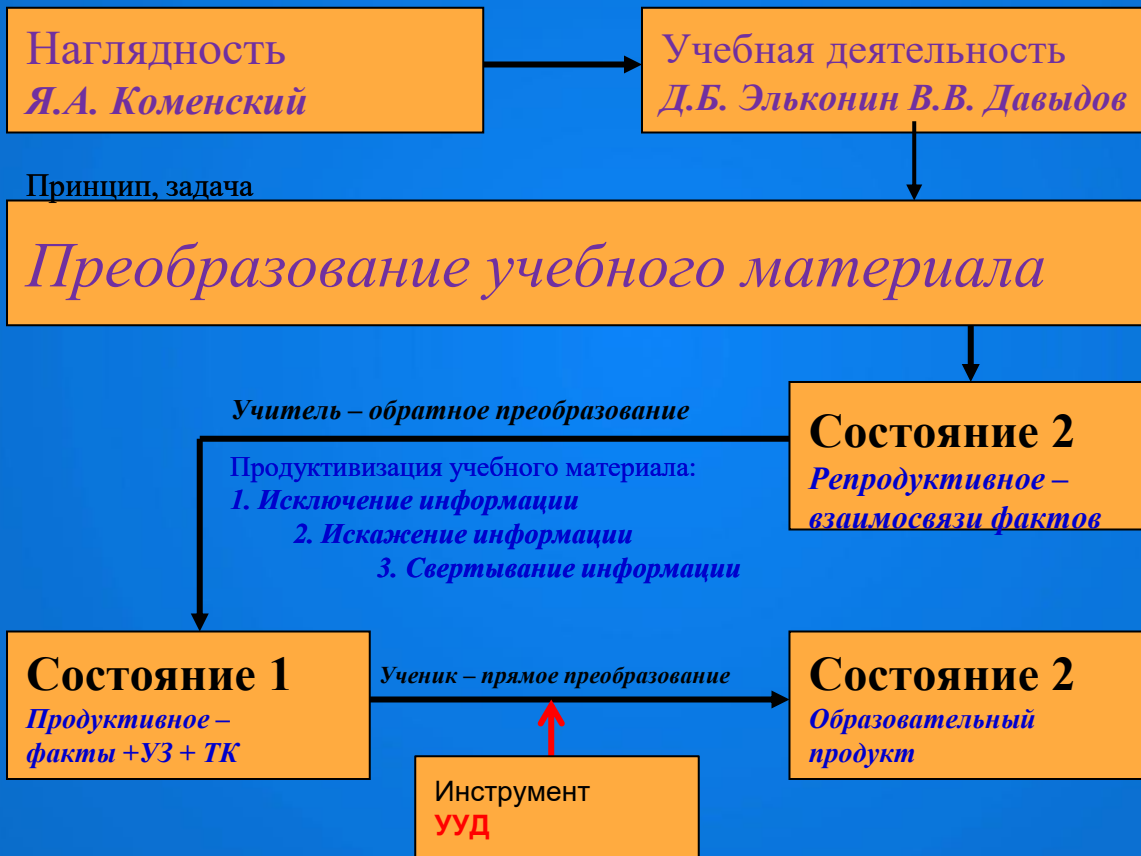 Наглядность
Я.А. Коменский
Учебная деятельность
Д.Б. Эльконин В.В. Давыдов
Принцип, задача
Преобразование учебного материала
Учитель – обратное преобразование
Продуктивизация учебного материала:
1. Исключение информации
2. Искажение информации
3. Свертывание информации
Состояние 2
Репродуктивное –
взаимосвязи фактов
Состояние 1
Продуктивное –
факты +УЗ + ТК
Ученик – прямое преобразование
Состояние 2
Образовательный
продукт
Инструмент
УУД